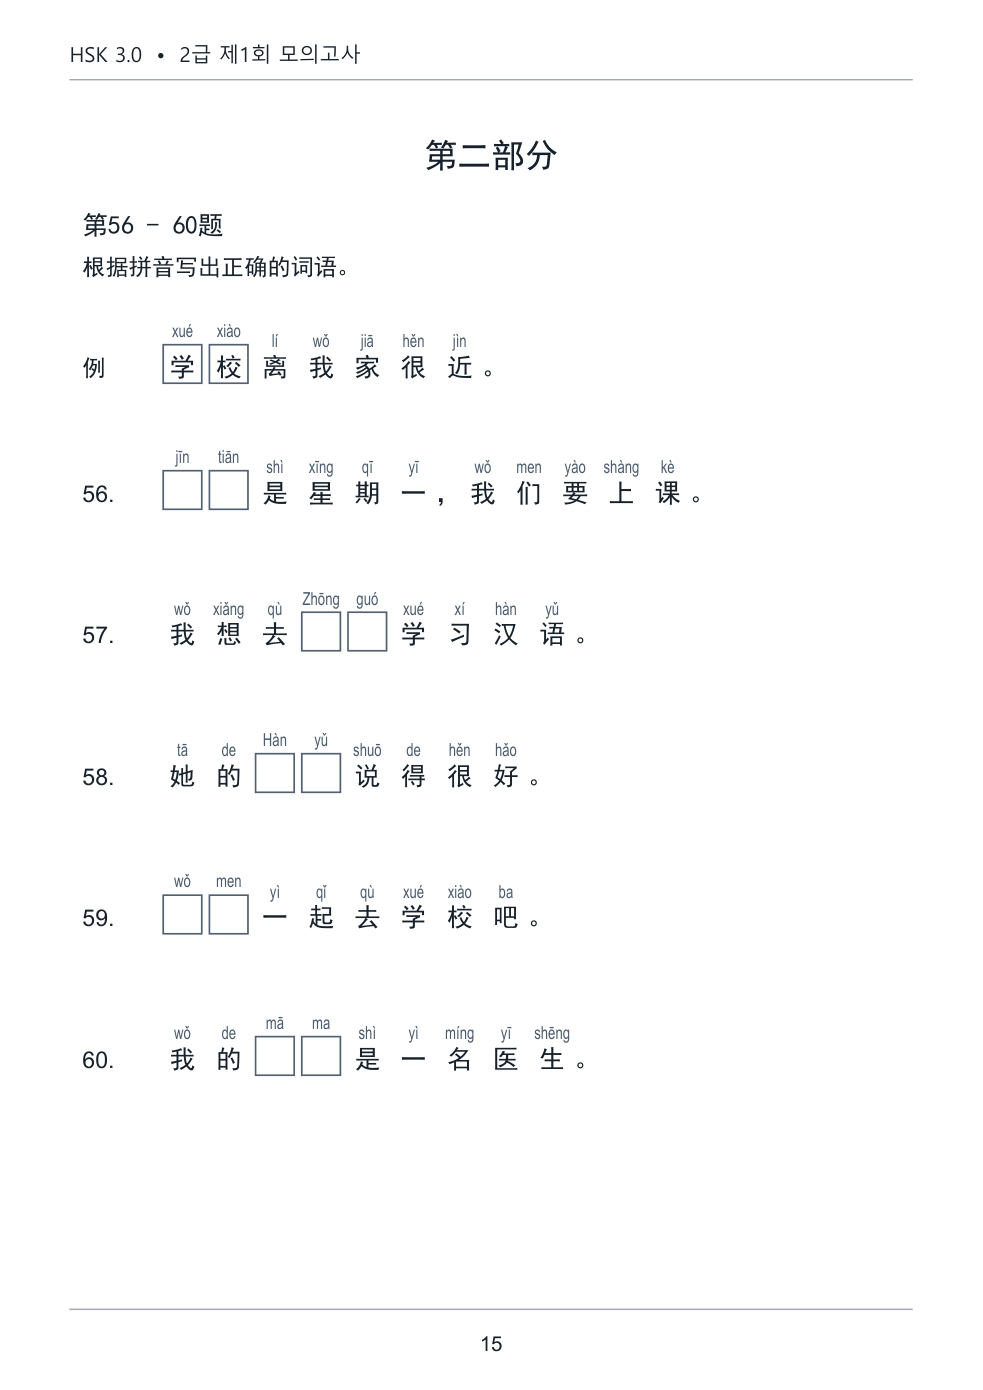 HSK 3.0 • 2급 제1회 모의고사
第二部分
第56 - 60题
根据拼音写出正确的词语。
xué xiào lí wǒ jiā hěn jìn
例 学 校 离 我 家 很 近 。
jīn tiān shì xīng qī yī wǒ men yào shàng kè
56. 是 星 期 一 ， 我 们 要 上 课 。
wǒ xiǎng qù Zhōng guó xué xí hàn yǔ
57. 我 想 去 学 习 汉 语 。
tā de Hàn yǔ shuō de hěn hǎo
58. 她 的 说 得 很 好 。
wǒ men yì qǐ qù xué xiào ba
59. 一 起 去 学 校 吧 。
wǒ de mā ma shì yì míng yī shēng
60. 我 的 是 一 名 医 生 。
15